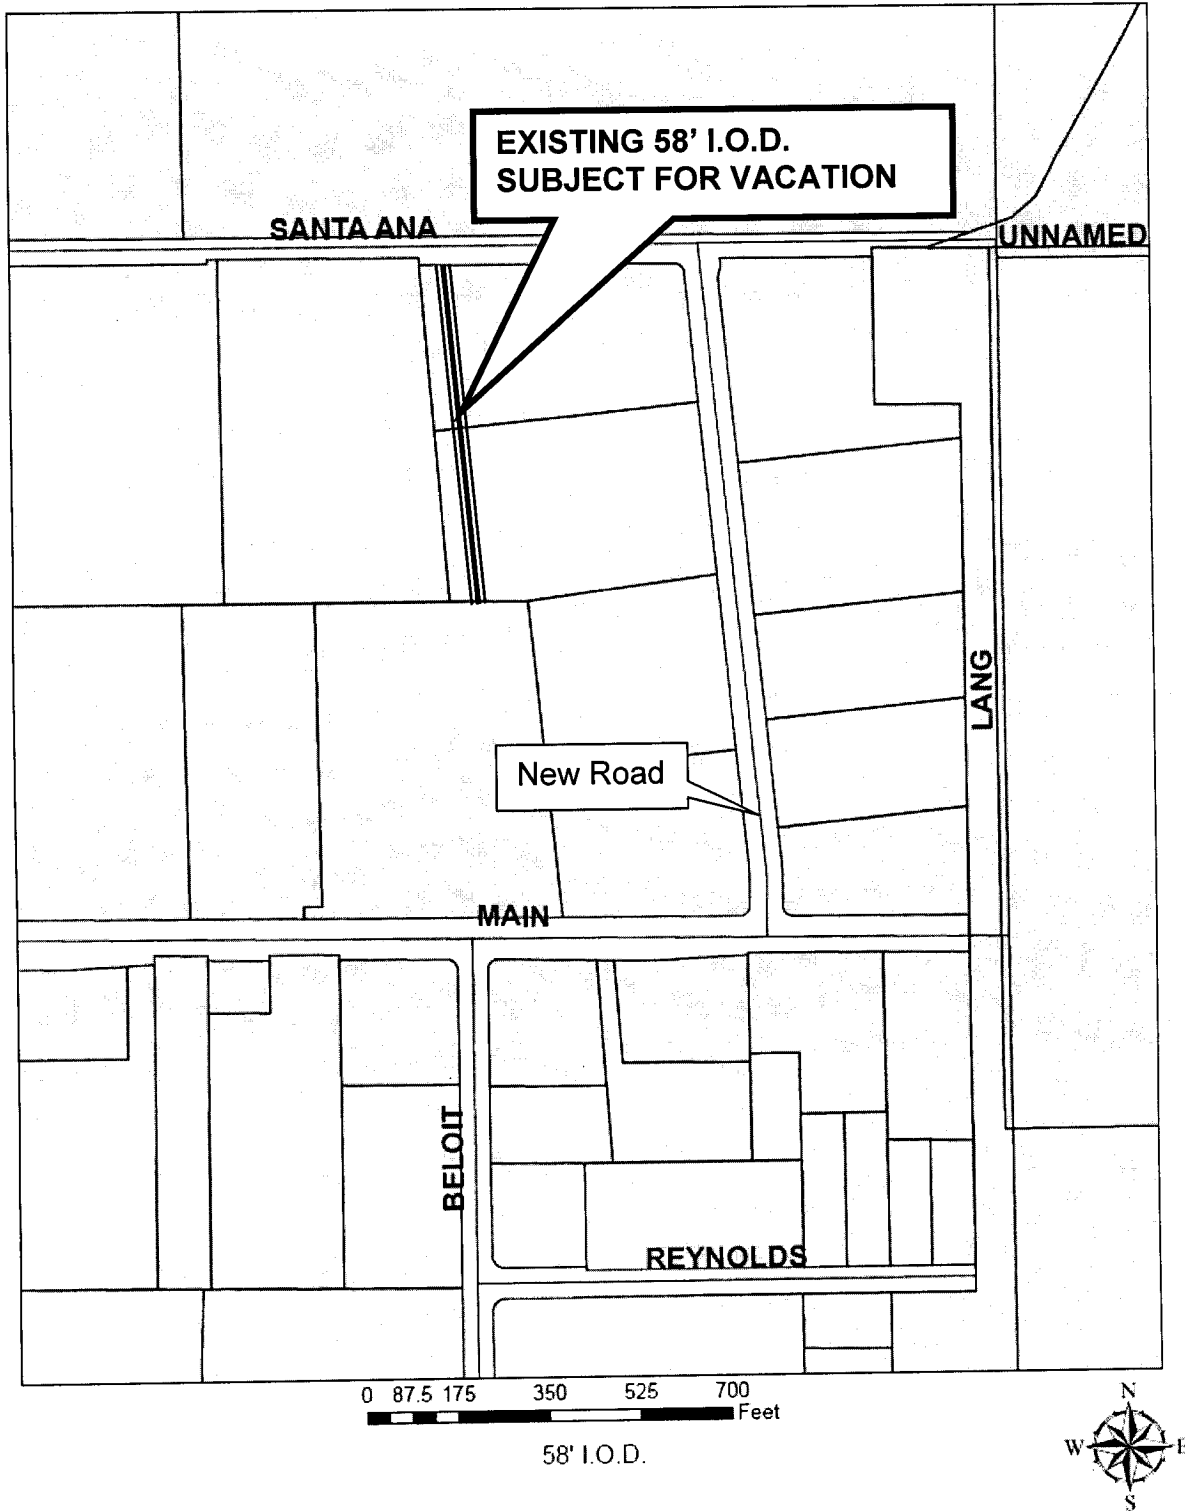 EXISTING 58' I.O.D.
SUBJECT FOR VACATION
SANTA ANA
UNNAMED
LANG
New Road
MAIN
BELOIT
REYNOLDS
0 87.5 175 350 525 700
Feet
58' I.O.D.
N
W E
S